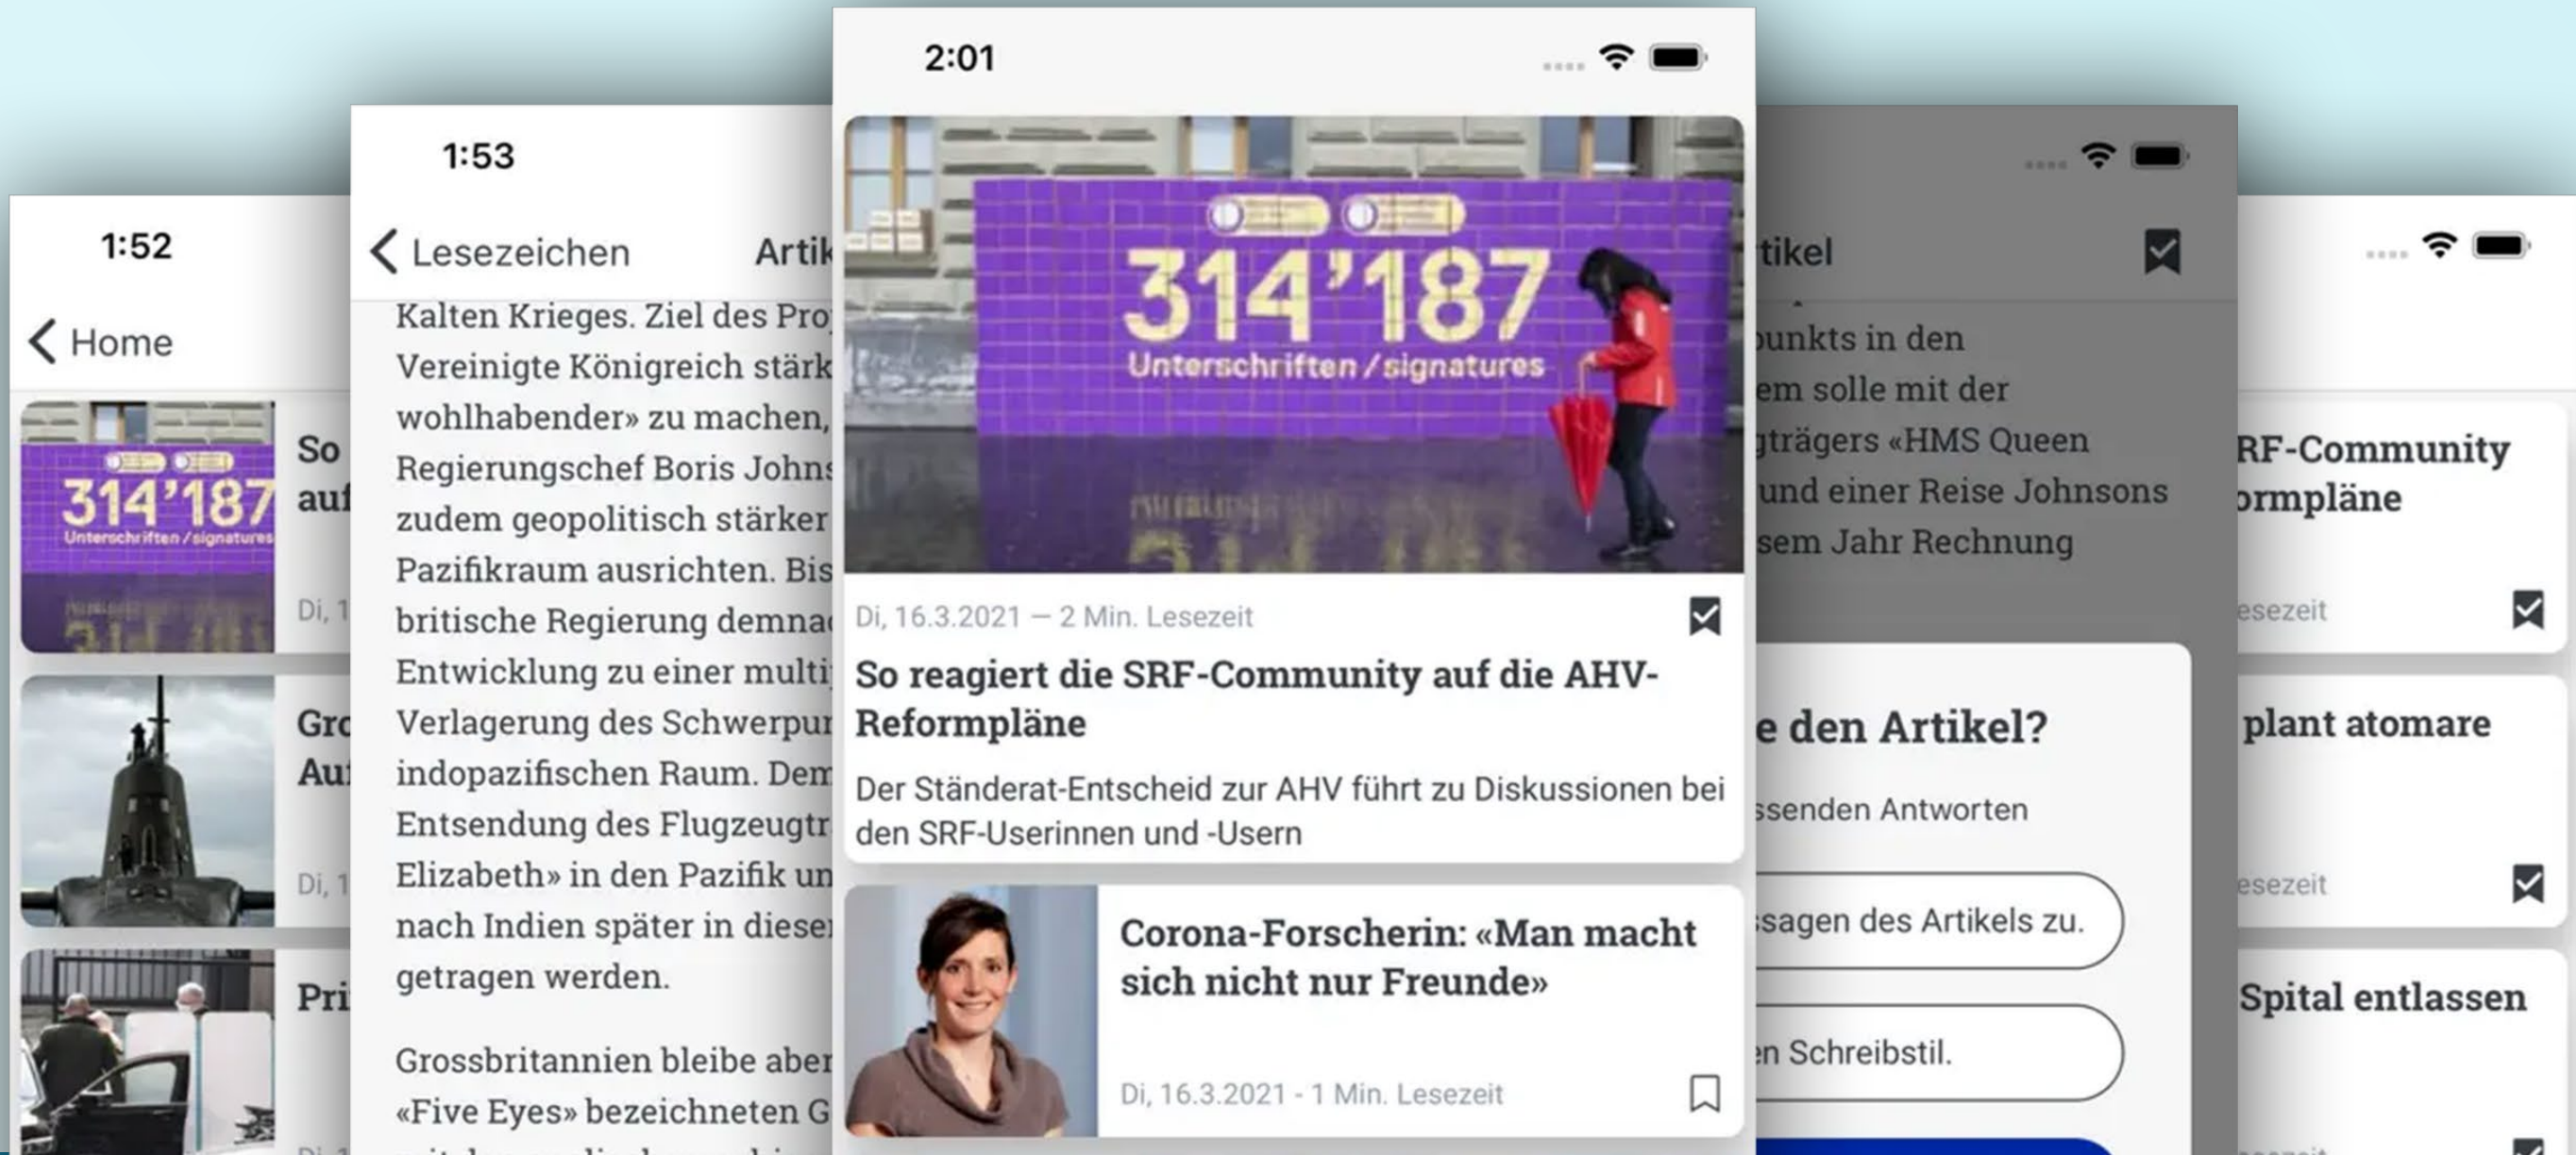 1:52
Home
So
auf
Di, 1
314’187
Unterschriften/signatures
Gro
Auf
Di, 1
Pri
1:53
Lesezeichen
Artik
Kalten Krieges. Ziel des Pro
Vereinigte Königreich stärk
wohlhabender» zu machen,
Regierungschef Boris Johns
zudem geopolitisch stärker
Pazifikraum ausrichten. Bis
britische Regierung demna
Entwicklung zu einer multi
Verlagerung des Schwerpun
indopazifischen Raum. Dem
Entsendung des Flugzeugtr
Elizabeth» in den Pazifik un
nach Indien später in diese
getragen werden.
Grossbritannien bleibe aber
«Five Eyes» bezeichneten G
2:01
314’187
Unterschriften/signatures
Di, 16.3.2021 — 2 Min. Lesezeit
So reagiert die SRF-Community auf die AHV-
Reformpläne
Der Ständerat-Entscheid zur AHV führt zu Diskussionen bei
den SRF-Userinnen und -Usern
Corona-Forscherin: «Man macht
sich nicht nur Freunde»
Di, 16.3.2021 - 1 Min. Lesezeit
tikel
punkts in den
em solle mit der
gträgers «HMS Queen
und einer Reise Johnsons
sem Jahr Rechnung
e den Artikel?
ssenden Antworten
ssagen des Artikels zu.
en Schreibstil.
RF-Community
ormpläne
esezeit
plant atomare
esezeit
Spital entlassen